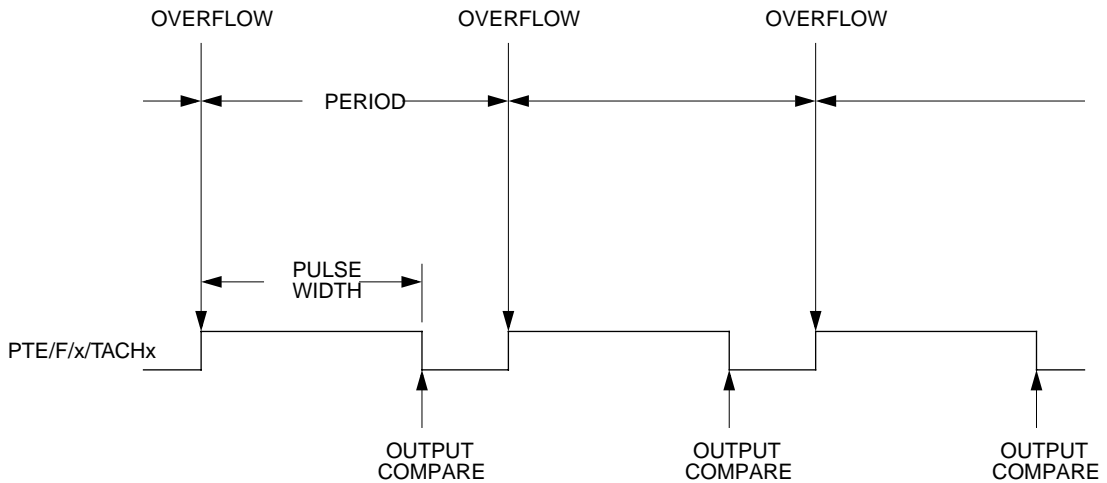 OVERFLOW
OVERFLOW
OVERFLOW
PERIOD
PULSE
WIDTH
PTE/F/x/TACHx
OUTPUT
COMPARE
OUTPUT
COMPARE
OUTPUT
COMPARE